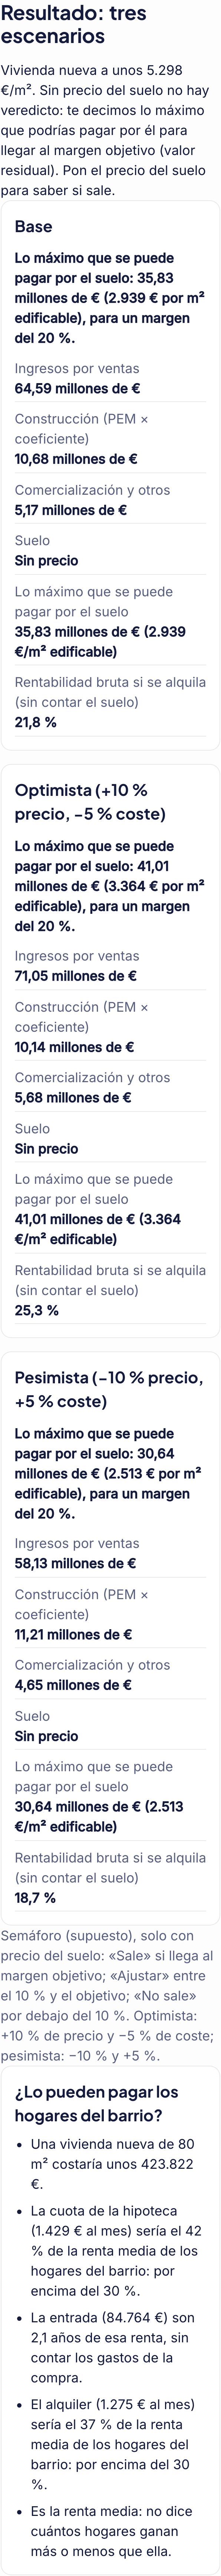 Resultado: tres
escenarios
Vivienda nueva a unos 5.298
€/m². Sin precio del suelo no hay
veredicto: te decimos lo máximo
que podrías pagar por él para
llegar al margen objetivo (valor
residual). Pon el precio del suelo
para saber si sale.
Base
Lo máximo que se puede
pagar por el suelo: 35,83
millones de € (2.939 € por m²
edificable), para un margen
del 20 %.
Ingresos por ventas
64,59 millones de €
Construcción (PEM ×
coeficiente)
10,68 millones de €
Comercialización y otros
5,17 millones de €
Suelo
Sin precio
Lo máximo que se puede
pagar por el suelo
35,83 millones de € (2.939
€/m² edificable)
Rentabilidad bruta si se alquila
(sin contar el suelo)
21,8 %
Optimista (+10 %
precio, −5 % coste)
Lo máximo que se puede
pagar por el suelo: 41,01
millones de € (3.364 € por m²
edificable), para un margen
del 20 %.
Ingresos por ventas
71,05 millones de €
Construcción (PEM ×
coeficiente)
10,14 millones de €
Comercialización y otros
5,68 millones de €
Suelo
Sin precio
Lo máximo que se puede
pagar por el suelo
41,01 millones de € (3.364
€/m² edificable)
Rentabilidad bruta si se alquila
(sin contar el suelo)
25,3 %
Pesimista (−10 % precio,
+5 % coste)
Lo máximo que se puede
pagar por el suelo: 30,64
millones de € (2.513 € por m²
edificable), para un margen
del 20 %.
Ingresos por ventas
58,13 millones de €
Construcción (PEM ×
coeficiente)
11,21 millones de €
Comercialización y otros
4,65 millones de €
Suelo
Sin precio
Lo máximo que se puede
pagar por el suelo
30,64 millones de € (2.513
€/m² edificable)
Rentabilidad bruta si se alquila
(sin contar el suelo)
18,7 %
Semáforo (supuesto), solo con
precio del suelo: «Sale» si llega al
margen objetivo; «Ajustar» entre
el 10 % y el objetivo; «No sale»
por debajo del 10 %. Optimista:
+10 % de precio y −5 % de coste;
pesimista: −10 % y +5 %.
¿Lo pueden pagar los
hogares del barrio?
• Una vivienda nueva de 80
m² costaría unos 423.822
€.
• La cuota de la hipoteca
(1.429 € al mes) sería el 42
% de la renta media de los
hogares del barrio: por
encima del 30 %.
• La entrada (84.764 €) son
2,1 años de esa renta, sin
contar los gastos de la
compra.
• El alquiler (1.275 € al mes)
sería el 37 % de la renta
media de los hogares del
barrio: por encima del 30
%.
• Es la renta media: no dice
cuántos hogares ganan
más o menos que ella.